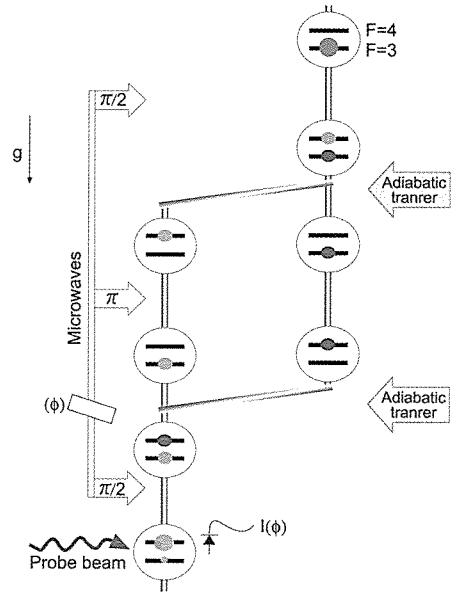 F=4
F=3
π/2
g
Adiabatic
tranrer
Microwaves
π
(ϕ)
Adiabatic
tranrer
π/2
I(ϕ)
Probe beam